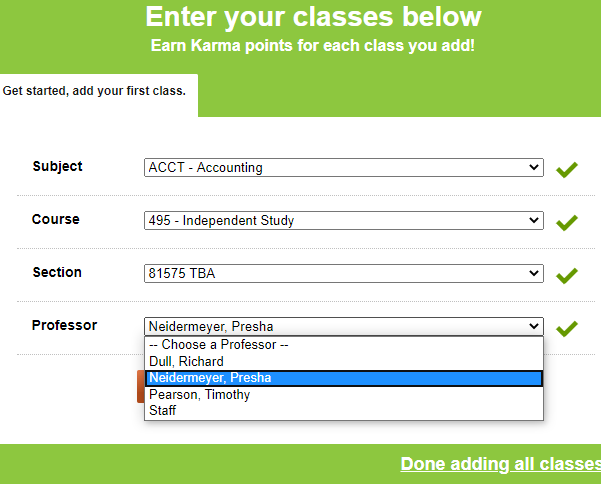 Enter your classes below
Earn Karma points for each class you add!
Get started, add your first class.
Subject
ACCT - Accounting
Course
495 - Independent Study
Section
81575 TBA
Professor
Neidermeyer, Presha
-- Choose a Professor --
Dull, Richard
Neidermeyer, Presha
Pearson, Timothy
Staff
Done adding all classes